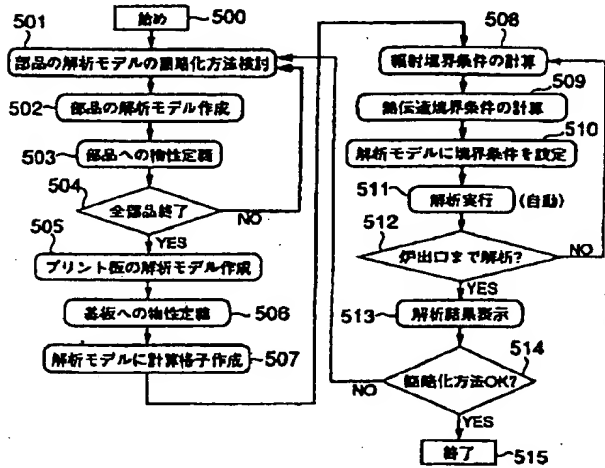 始め
500
501
部品の解析モデルの簡略化方法検討
502
部品の解析モデル作成
503
部品への物性定義
504
全部品終了
NO
YES
505
プリント板の解析モデル作成
基板への物性定義
506
解析モデルに計算格子作成
507
508
輻射境界条件の計算
509
熱伝達境界条件の計算
510
解析モデルに境界条件を設定
511
解析実行
(自動)
512
炉出口まで解析?
NO
YES
513
解析結果表示
514
簡略化方法OK?
NO
YES
終了
515